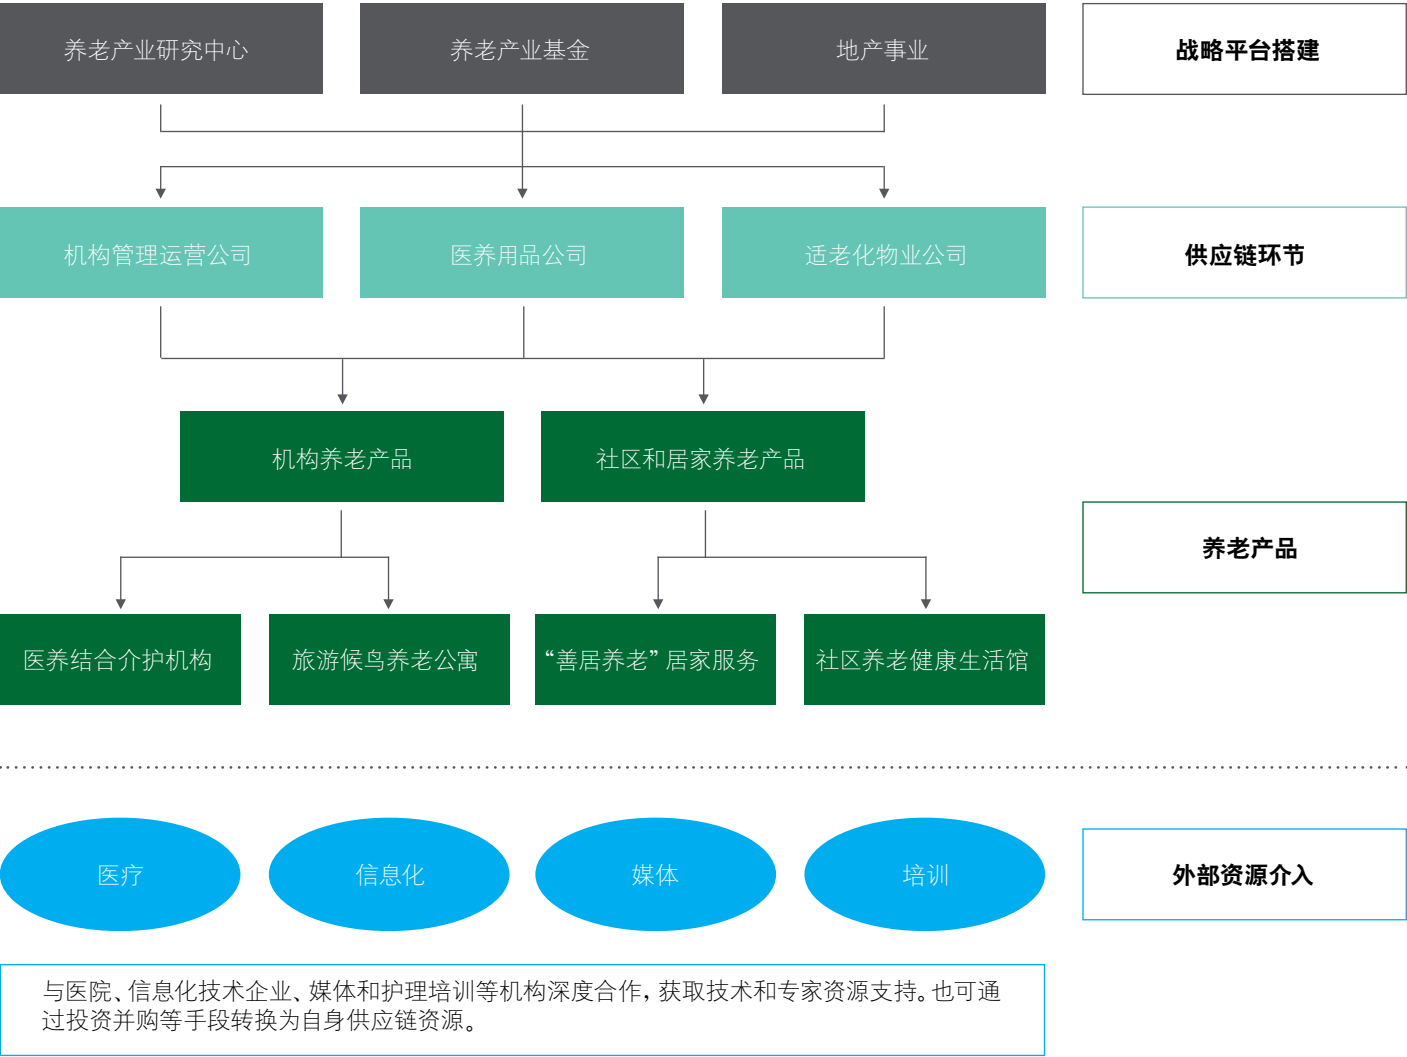 养老产业研究中心
养老产业基金
地产事业
战略平台搭建
机构管理运营公司
医养用品公司
适老化物业公司
供应链环节
机构养老产品
社区和居家养老产品
养老产品
医养结合介护机构
旅游候鸟养老公寓
“善居养老”居家服务
社区养老健康生活馆
医疗
信息化
媒体
培训
外部资源介入
与医院、信息化技术企业、媒体和护理培训等机构深度合作，获取技术和专家资源支持。也可通
过投资并购等手段转换为自身供应链资源。